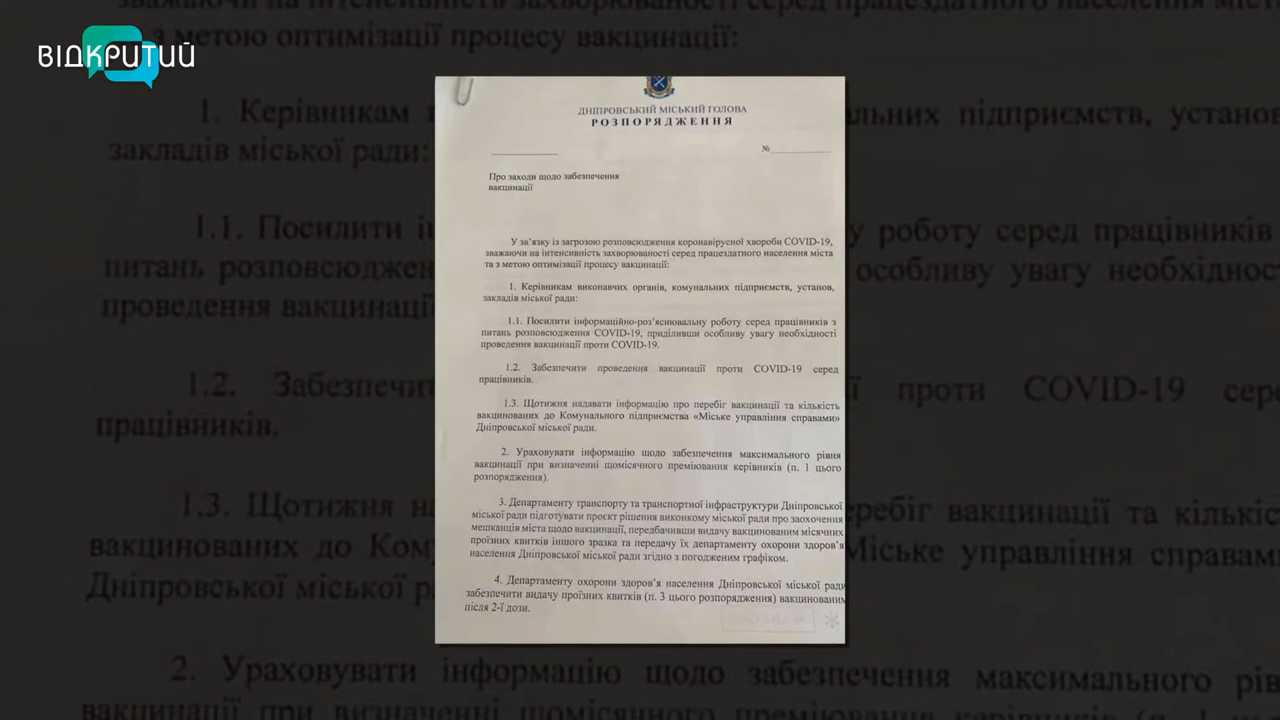 ВІДКРИТИЙ
ДНІПРОВСЬКИЙ МІСЬКИЙ ГОЛОВА
РОЗПОРЯДЖЕННЯ
№
Про заходи щодо забезпечення
вакцинації
У зв’язку із загрозою розповсюдження коронавірусної хвороби COVID-19,
зважаючи на інтенсивність захворюваності серед працездатного населення міста
та з метою оптимізації процесу вакцинації:
1. Керівникам виконавчих органів, комунальних підприємств, установ,
закладів міської ради:
1.1. Посилити інформаційно-роз’яснювальну роботу серед працівників з
питань розповсюдження COVID-19, приділивши особливу увагу необхідності
проведення вакцинації проти COVID-19.
1.2. Забезпечити проведення вакцинації проти COVID-19 серед
працівників.
1.3. Щотижня надавати інформацію про перебіг вакцинації та кількість
вакцинованих до Комунального підприємства «Міське управління справами»
Дніпровської міської ради.
2. Ураховувати інформацію щодо забезпечення максимального рівня
вакцинації при визначенні щомісячного преміювання керівників (п. 1 цього
розпорядження).
3. Департаменту транспорту та транспортної інфраструктури Дніпровської
міської ради підготувати проєкт рішення виконкому міської ради про заохочення
мешканців міста щодо вакцинації, передбачивши видачу вакцинованим місячних
проїзних квитків іншого зразка та передачу їх департаменту охорони здоров’я
населення Дніпровської міської ради згідно з погодженим графіком.
4. Департаменту охорони здоров’я населення Дніпровської міської ради
забезпечити видачу проїзних квитків (п. 3 цього розпорядження) вакцинованим
після 2-ї дози.